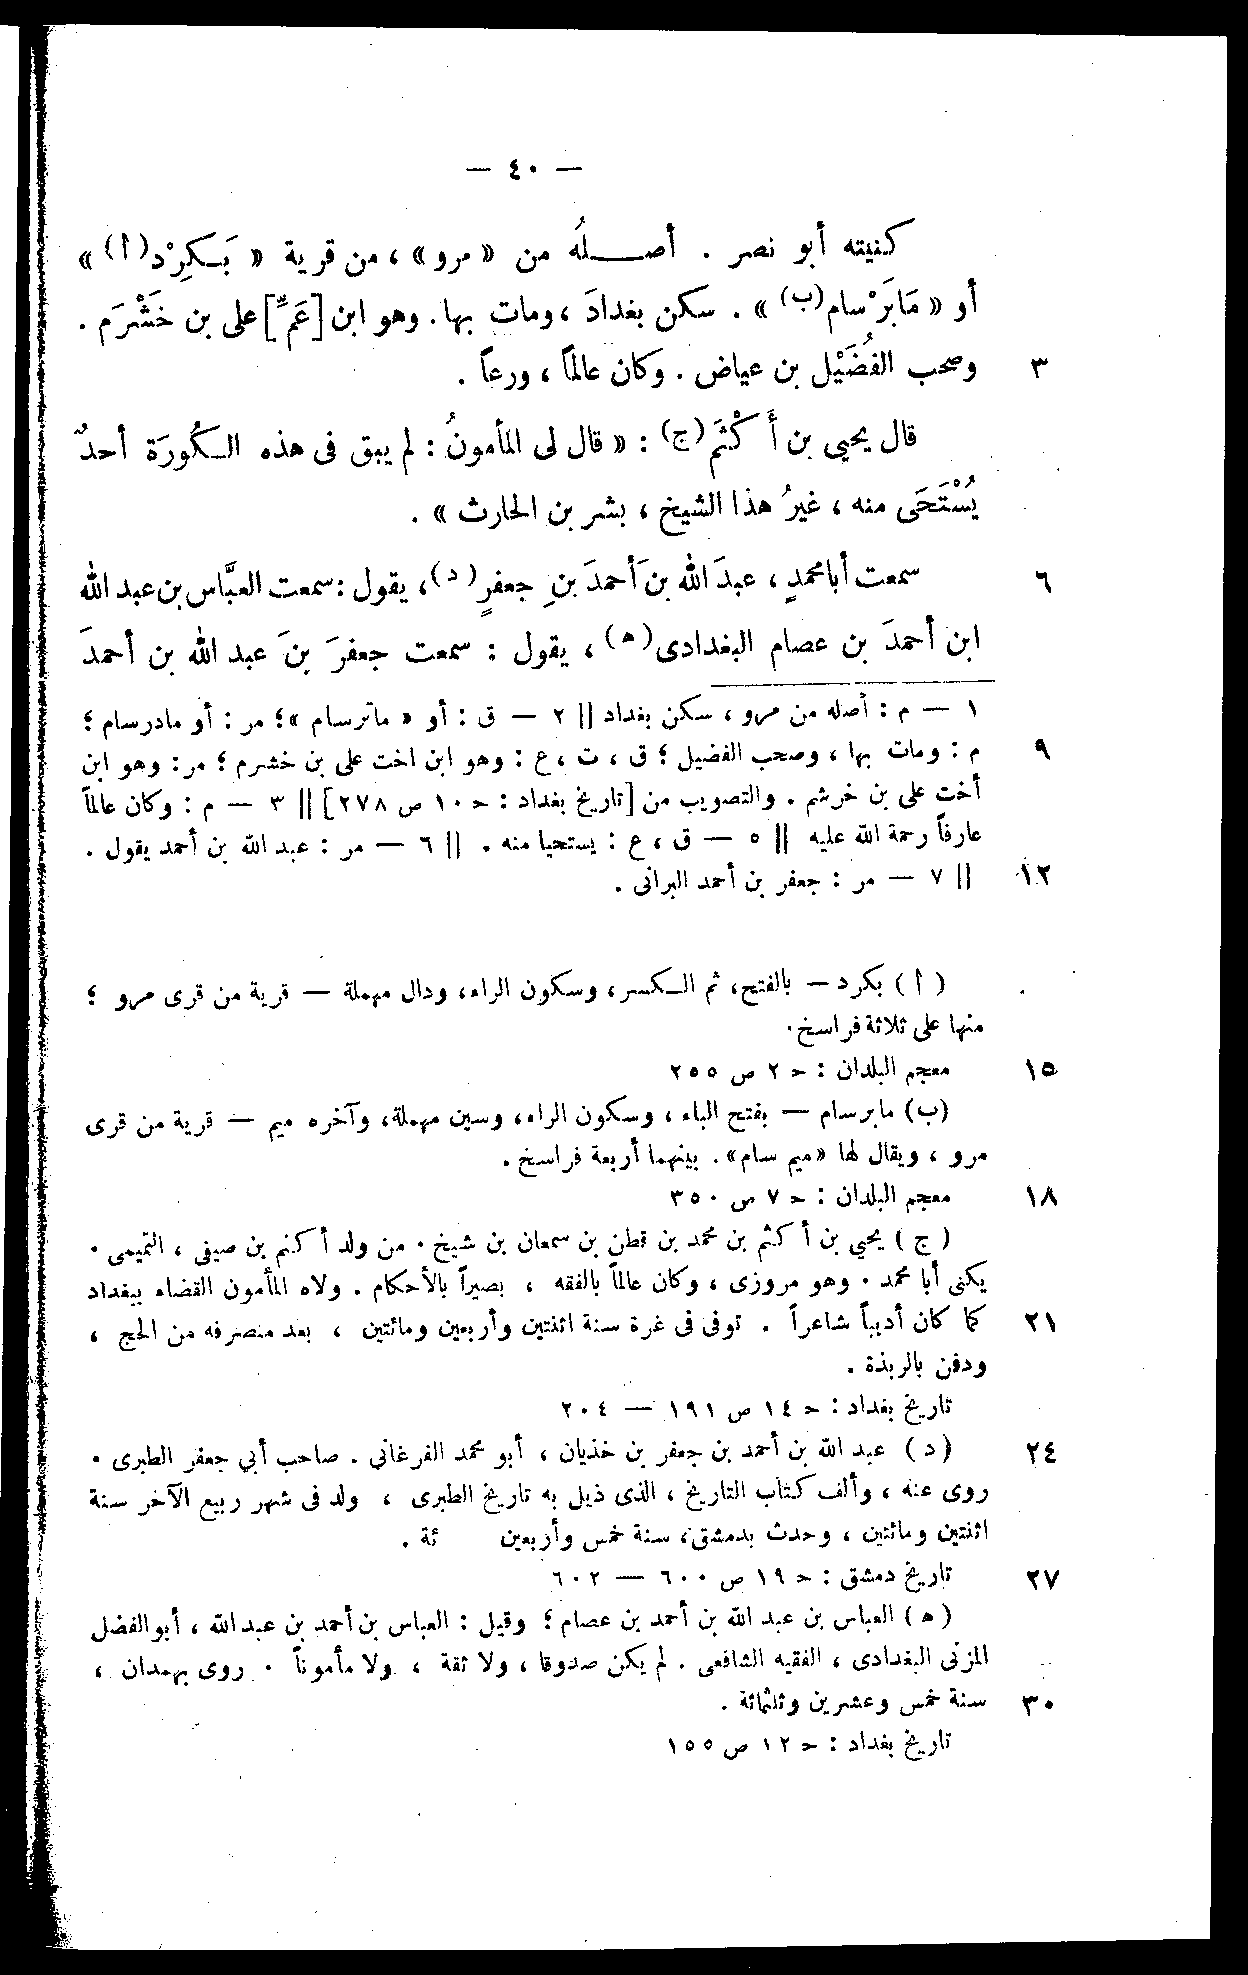 — ٤٠ —
كنيته أبو نصر . أصـــلُه من « مرو » ، من قرية « بَـكِرْد(أ) »
أو « مَابَرْسام(ب) » . سكن بغدادَ ، ومات بها . وهو ابن [عَمِّ] على بن خَشْرَم .
٣ وصحب الفُضَيْل بن عياض . وكان عالماً ، ورعاً .
قال يحيى بن أَكْثَم(ج) : « قال لى المأمونُ : لم يبق فى هذه الـكُورَة أحدٌ
يُسْتَحَى منه ، غيرُ هذا الشيخ ، بشر بن الحارث » .
٦ سمعت أبا محمدٍ ، عبدَ الله بنَ أحمدَ بنِ جعفرٍ(د) ، يقول : سمعت العبَّاس بن عبد الله
ابن أحمدَ بن عصام البغدادى(ه) ، يقول : سمعت جعفرَ بنَ عبد الله بن أحمدَ
١ — م : أصله من مرو ، سكن بغداد || ٢ — ق : أو « ماترسام » ؛ مر : أو مادرسام ؛
٩ م : ومات بها ، وصحب الفضيل ؛ ق ، ت ، ع : وهو ابن اخت على بن خشرم ؛ مر : وهو ابن
أخت على بن خرشم . والتصويب من [تاريخ بغداد : حـ ١٠ ص ٢٧٨] || ٣ — م : وكان عالماً
عارفاً رحمة الله عليه || ٥ — ق ، ع : يستحيا منه . || ٦ — مر : عبد الله بن أحمد يقول .
١٢ || ٧ — مر : جعفر بن أحمد البرانى .
( أ ) بكرد — بالفتح ، ثم الـكسر ، وسكون الراء ، ودال مهملة — قرية من قرى مرو ؛
منها على ثلاثة فراسخ .
١٥ معجم البلدان : حـ ٢ ص ٢٥٥
(ب) مابرسام — بفتح الباء ، وسكون الراء ، وسين مهملة ، وآخره ميم — قرية من قرى
مرو ، ويقال لها « ميم سام » . بينهما أربعة فراسخ .
١٨ معجم البلدان : حـ ٧ ص ٣٥٠
( ج ) يحيى بن أكثم بن محمد بن قطن بن سمعان بن شيخ . من ولد أكثم بن صيفى ، التميمى .
يكنى أبا محمد . وهو مروزى ، وكان عالماً بالفقه ، بصيراً بالأحكام . ولاه المأمون القضاء ببغداد
٢١ كما كان أديباً شاعراً . توفى فى غرة سنة اثنتين وأربعين ومائتين ، بعد منصرفه من الحج ،
ودفن بالربذة .
تاريخ بغداد : حـ ١٤ ص ١٩١ — ٢٠٤
٢٤ ( د ) عبد الله بن أحمد بن جعفر بن خذيان ، أبو محمد الفرغاني . صاحب أبي جعفر الطبرى .
روى عنه ، وألف كتاب التاريخ ، الذى ذيل به تاريخ الطبرى ، ولد فى شهر ربيع الآخر سنة
اثنتين ومائتين ، وحدث بدمشق ، سنة خمس وأربعين ئة .
٢٧ تاريخ دمشق : حـ ١٩ ص ٦٠٠ — ٦٠٢
( ه ) العباس بن عبد الله بن أحمد بن عصام ؛ وقيل : العباس بن أحمد بن عبد الله ، أبو الفضل
المزنى البغدادى ، الفقيه الشافعى . لم يكن صدوقا ، ولا ثقة ، ولا مأموناً . روى بهمدان ،
٣٠ سنة خمس وعشرين وثلثمائة .
تاريخ بغداد : حـ ١٢ ص ١٥٥